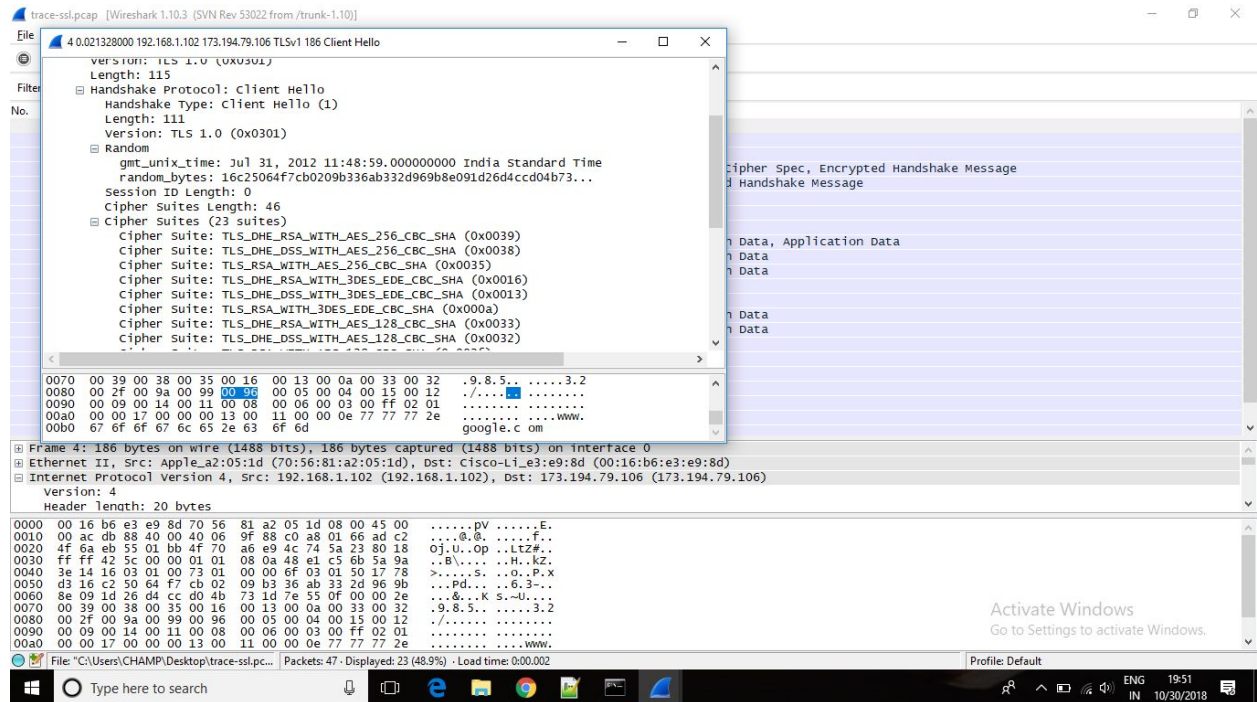 trace-ssl.pcap [Wireshark 1.10.3 (SVN Rev 53022 from /trunk-1.10)]
File
4 0.021328000 192.168.1.102 173.194.79.106 TLSv1 186 Client Hello
Filter
No.
Version: TLS 1.0 (0x0301)
Length: 115
Handshake Protocol: Client Hello
Handshake Type: Client Hello (1)
Length: 111
Version: TLS 1.0 (0x0301)
Random
gmt_unix_time: Jul 31, 2012 11:48:59.000000000 India Standard Time
random_bytes: 16c25064f7cb0209b336ab332d969b8e091d26d4ccd04b73...
Session ID Length: 0
Cipher Suites Length: 46
Cipher Suites (23 suites)
Cipher Suite: TLS_DHE_RSA_WITH_AES_256_CBC_SHA (0x0039)
Cipher Suite: TLS_DHE_DSS_WITH_AES_256_CBC_SHA (0x0038)
Cipher Suite: TLS_RSA_WITH_AES_256_CBC_SHA (0x0035)
Cipher Suite: TLS_DHE_RSA_WITH_3DES_EDE_CBC_SHA (0x0016)
Cipher Suite: TLS_DHE_DSS_WITH_3DES_EDE_CBC_SHA (0x0013)
Cipher Suite: TLS_RSA_WITH_3DES_EDE_CBC_SHA (0x000a)
Cipher Suite: TLS_DHE_RSA_WITH_AES_128_CBC_SHA (0x0033)
Cipher Suite: TLS_DHE_DSS_WITH_AES_128_CBC_SHA (0x0032)
Cipher Spec, Encrypted Handshake Message
d Handshake Message
n Data, Application Data
n Data
n Data
n Data
n Data
0070 00 39 00 38 00 35 00 16 00 13 00 0a 00 33 00 32 .9.8.5.. .....3.2
0080 00 2f 00 9a 00 99 00 96 00 05 00 04 00 15 00 12 ./...... ........
0090 00 09 00 14 00 11 00 08 00 06 00 03 00 ff 02 01 ........ ........
00a0 00 00 17 00 00 00 13 00 11 00 00 0e 77 77 77 2e ........ ....www.
00b0 67 6f 6f 67 6c 65 2e 63 6f 6d google.c om
Frame 4: 186 bytes on wire (1488 bits), 186 bytes captured (1488 bits) on interface 0
Ethernet II, Src: Apple_a2:05:1d (70:56:81:a2:05:1d), Dst: Cisco-Li_e3:e9:8d (00:16:b6:e3:e9:8d)
Internet Protocol Version 4, Src: 192.168.1.102 (192.168.1.102), Dst: 173.194.79.106 (173.194.79.106)
Version: 4
Header length: 20 bytes
0000 00 16 b6 e3 e9 8d 70 56 81 a2 05 1d 08 00 45 00 ......pV ......E.
0010 00 ac db 88 40 00 40 06 9f 88 c0 a8 01 66 ad c2 ....@.@. .....f..
0020 4f 6a eb 55 01 bb 4f 70 a6 e9 4c 74 5a 23 80 18 Oj.U..Op ..LtZ#..
0030 ff ff 42 5c 00 00 01 01 08 0a 48 e1 c5 6b 5a 9a ..B\.... ..H..kZ.
0040 3e 14 16 03 01 00 73 01 00 00 6f 03 01 50 17 78 >.....s. ..o..P.x
0050 d3 16 c2 50 64 f7 cb 02 09 b3 36 ab 33 2d 96 9b ...Pd... ..6.3-..
0060 8e 09 1d 26 d4 cc d0 4b 73 1d 7e 55 0f 00 00 2e ...&...K s.~U....
0070 00 39 00 38 00 35 00 16 00 13 00 0a 00 33 00 32 .9.8.5.. .....3.2
0080 00 2f 00 9a 00 99 00 96 00 05 00 04 00 15 00 12 ./...... ........
0090 00 09 00 14 00 11 00 08 00 06 00 03 00 ff 02 01 ........ ........
00a0 00 00 17 00 00 00 13 00 11 00 00 0e 77 77 77 2e ........ ....www.
Activate Windows
Go to Settings to activate Windows.
File: "C:\Users\CHAMP\Desktop\trace-ssl.pc... Packets: 47 · Displayed: 23 (48.9%) · Load time: 0:00.002
Profile: Default
Type here to search
ENG
IN
19:51
10/30/2018